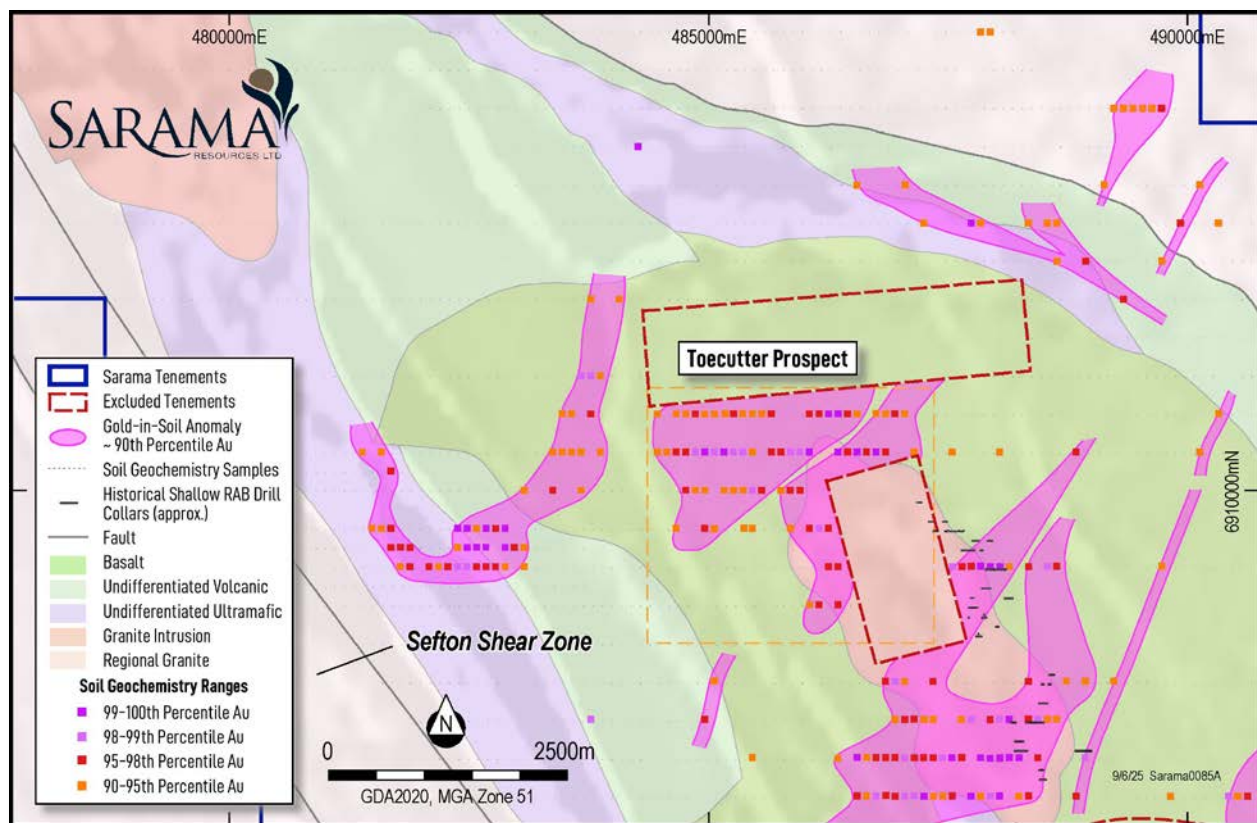 480000mE
485000mE
490000mE
SARAMA
RESOURCES LTD
Toecutter Prospect
6910000mN
Sarama Tenements
Excluded Tenements
Gold-in-Soil Anomaly
~ 90th Percentile Au
Soil Geochemistry Samples
Historical Shallow RAB Drill
Collars (approx.)
Fault
Basalt
Undifferentiated Volcanic
Undifferentiated Ultramafic
Granite Intrusion
Regional Granite
Soil Geochemistry Ranges
99-100th Percentile Au
98-99th Percentile Au
95-98th Percentile Au
90-95th Percentile Au
Sefton Shear Zone
N
0 2500m
GDA2020, MGA Zone 51
9/6/25 Sarama0085A